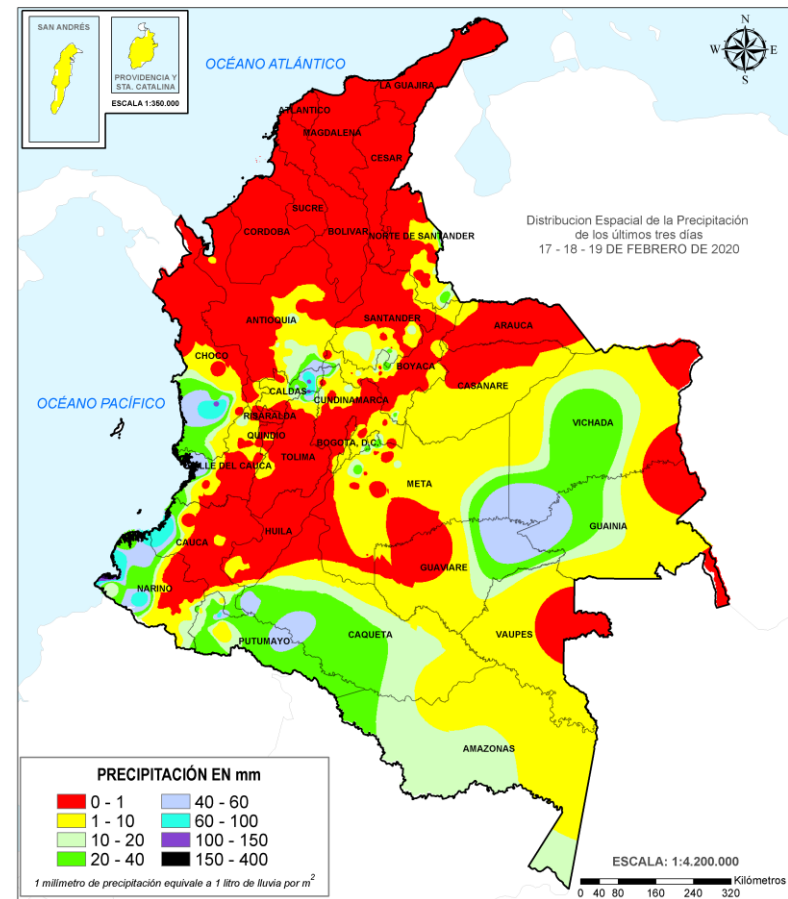 SAN ANDRÉS
PROVIDENCIA Y
STA. CATALINA
ESCALA 1:350.000
OCÉANO ATLÁNTICO
N
W
E
S
LA GUAJIRA
ATLANTICO
MAGDALENA
CESAR
Distribucion Espacial de la Precipitación
de los últimos tres días
17 - 18 - 19 DE FEBRERO DE 2020
SUCRE
CORDOBA
BOLIVAR
NORTE DE SANTANDER
ANTIOQUIA
SANTANDER
ARAUCA
CHOCO
BOYACA
CASANARE
CALDAS
CUNDINAMARCA
OCÉANO PACÍFICO
RISARALDA
VICHADA
QUINDIO
BOGOTA, D.C.
TOLIMA
VALLE DEL CAUCA
META
GUAINIA
CAUCA
HUILA
GUAVIARE
NARIÑO
PUTUMAYO
CAQUETA
VAUPES
AMAZONAS
PRECIPITACIÓN EN mm
0 - 1
40 - 60
1 - 10
60 - 100
10 - 20
100 - 150
20 - 40
150 - 400
1 milímetro de precipitación equivale a 1 litro de lluvia por m²
ESCALA: 1:4.200.000
Kilómetros
0 40 80 160 240 320